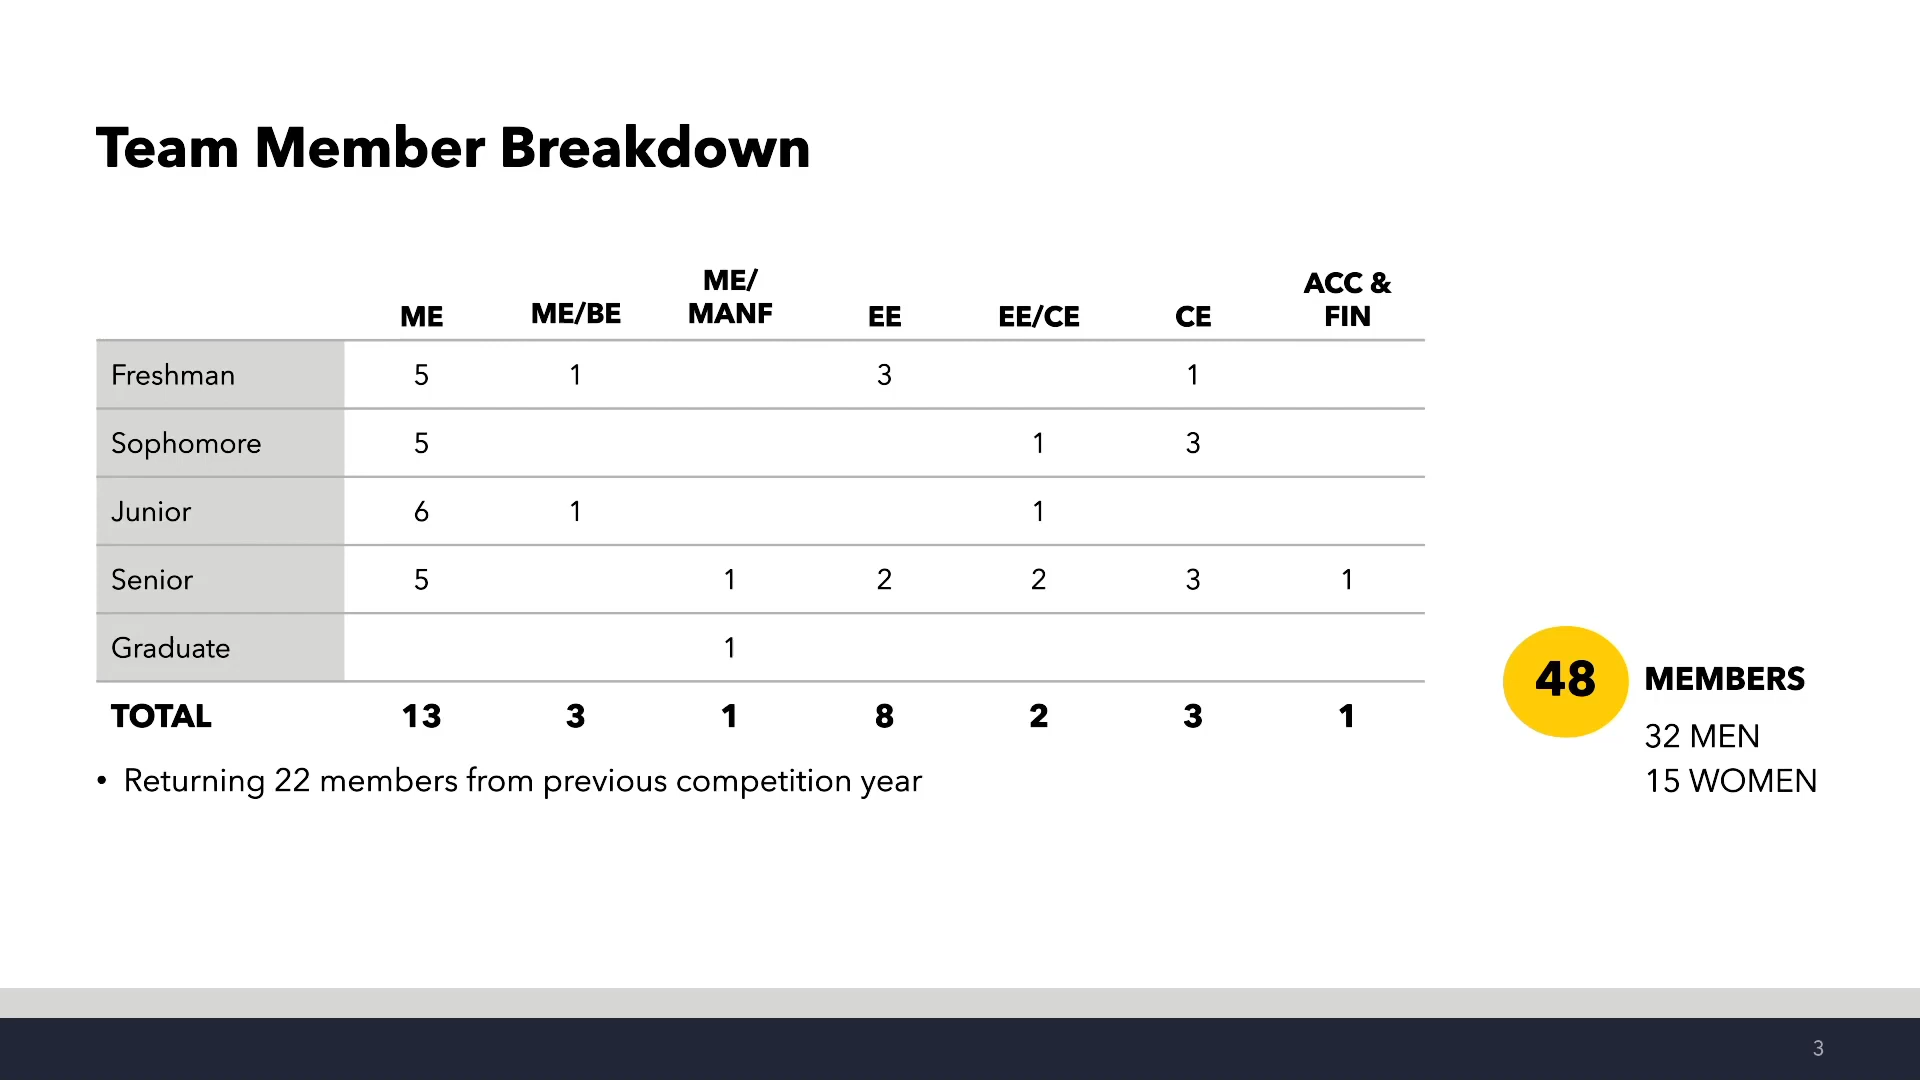 Team Member Breakdown
ME ME/BE ME/ MANF EE EE/CE CE ACC & FIN
Freshman 5 1 3 1
Sophomore 5 1 3
Junior 6 1 1
Senior 5 1 2 2 3 1
Graduate 1
TOTAL 13 3 1 8 2 3 1
• Returning 22 members from previous competition year
48 MEMBERS
32 MEN
15 WOMEN
3